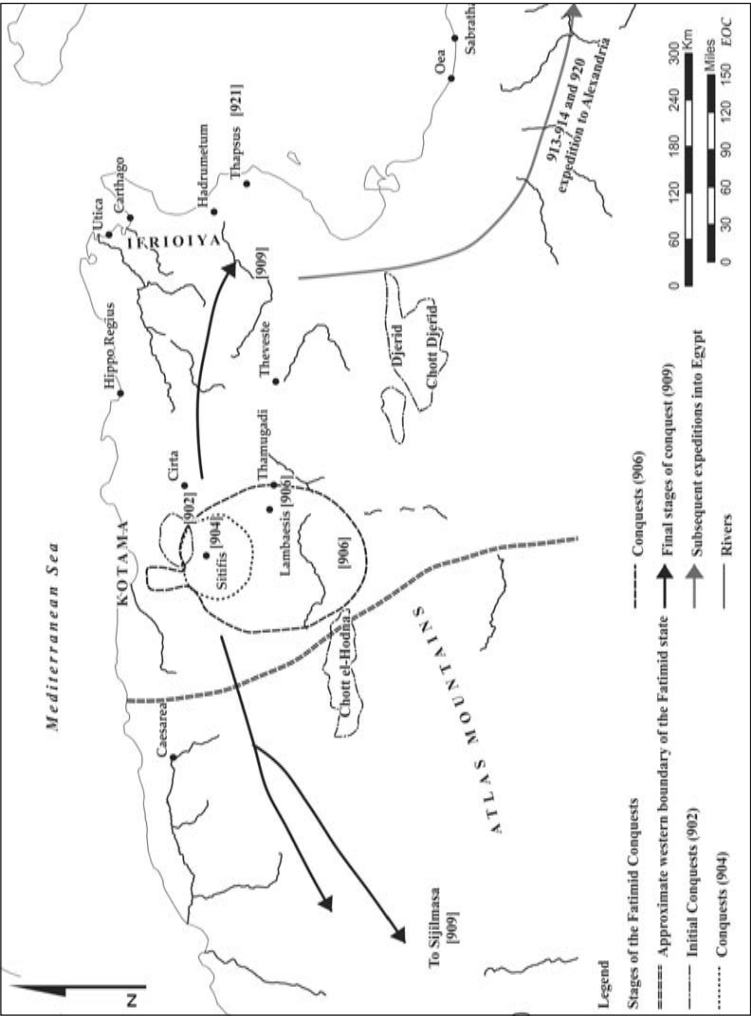 Mediterranean Sea
N
KOTAMA
Caesarea
Hippo Regius
Utica
Carthago
IFRIOIYA
Hadrumetum
Thapsus [921]
Cirta
[902]
[904]
Sitifis
Thamugadi
Lambaesis [906]
[906]
[909]
Theveste
Chott el-Hodna
ATLAS MOUNTAINS
Djerid
Chott Djerid
Oea
Sabratha
To Sijilmasa
[909]
913-914 and 920
expedition to Alexandria
Legend
Stages of the Fatimid Conquests
Approximate western boundary of the Fatimid state
Initial Conquests (902)
Conquests (904)
Conquests (906)
Final stages of conquest (909)
Subsequent expeditions into Egypt
Rivers
0 60 120 180 240 300
Km
Miles
0 30 60 90 120 150 EOC